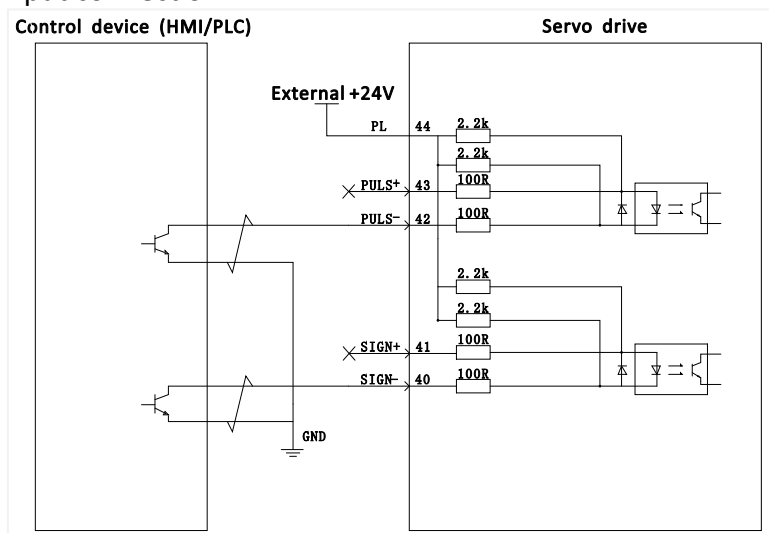 Control device (HMI/PLC)
Servo drive
External +24V
PL 44 2.2k
2.2k
PULS+ 43 100R
PULS- 42 100R
2.2k
2.2k
SIGN+ 41 100R
SIGN- 40 100R
GND